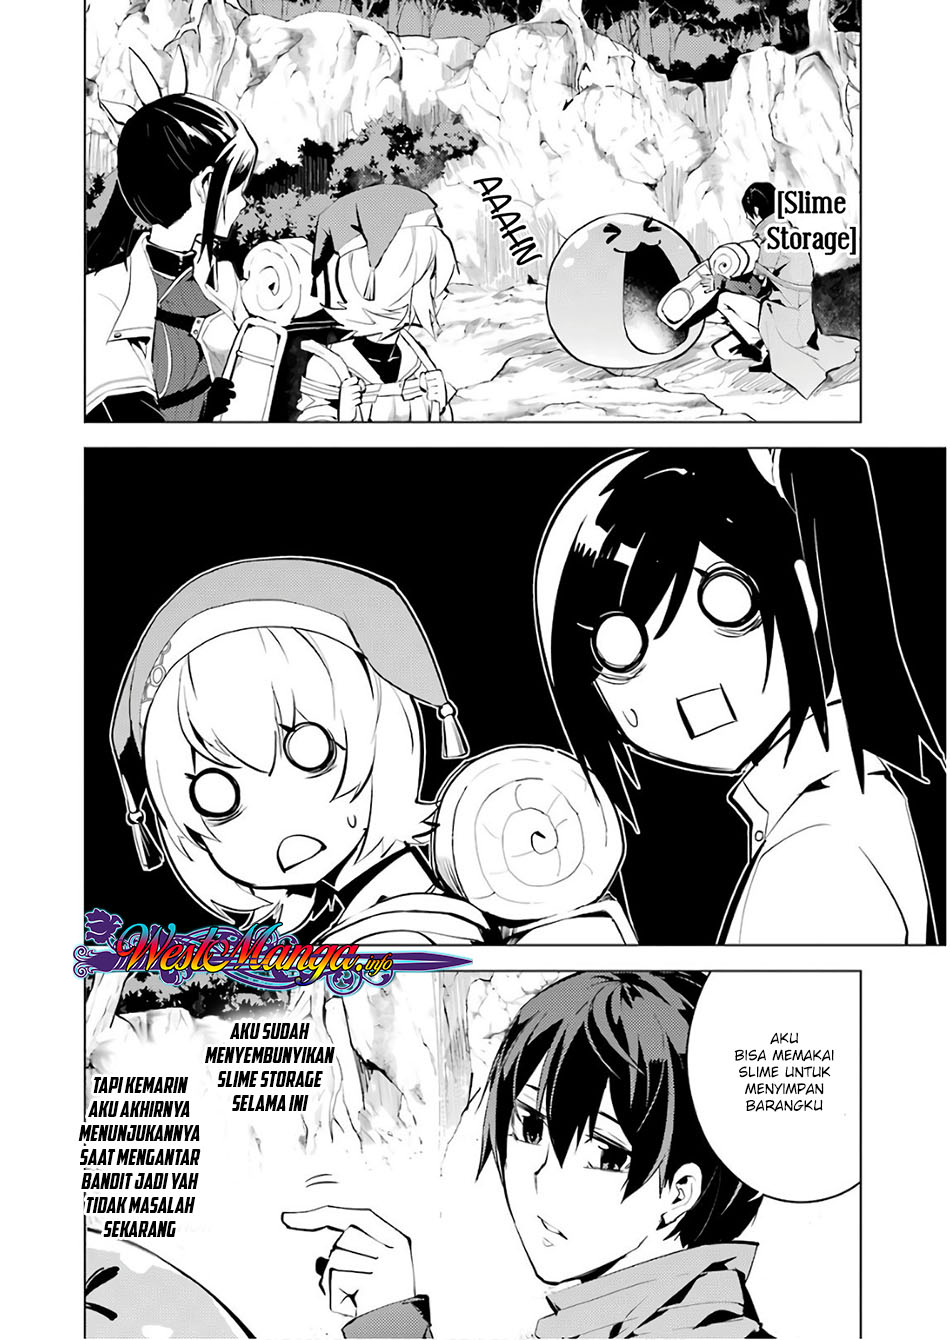 [Slime
Storage]
AAAHN
WestManga.info
AKU
BISA MEMAKAI
SLIME UNTUK
MENYIMPAN
BARANGKU
AKU SUDAH
MENYEMBUNYIKAN
SLIME STORAGE
SELAMA INI
TAPI KEMARIN
AKU AKHIRNYA
MENUNJUKANNYA
SAAT MENGANTAR
BANDIT JADI YAH
TIDAK MASALAH
SEKARANG